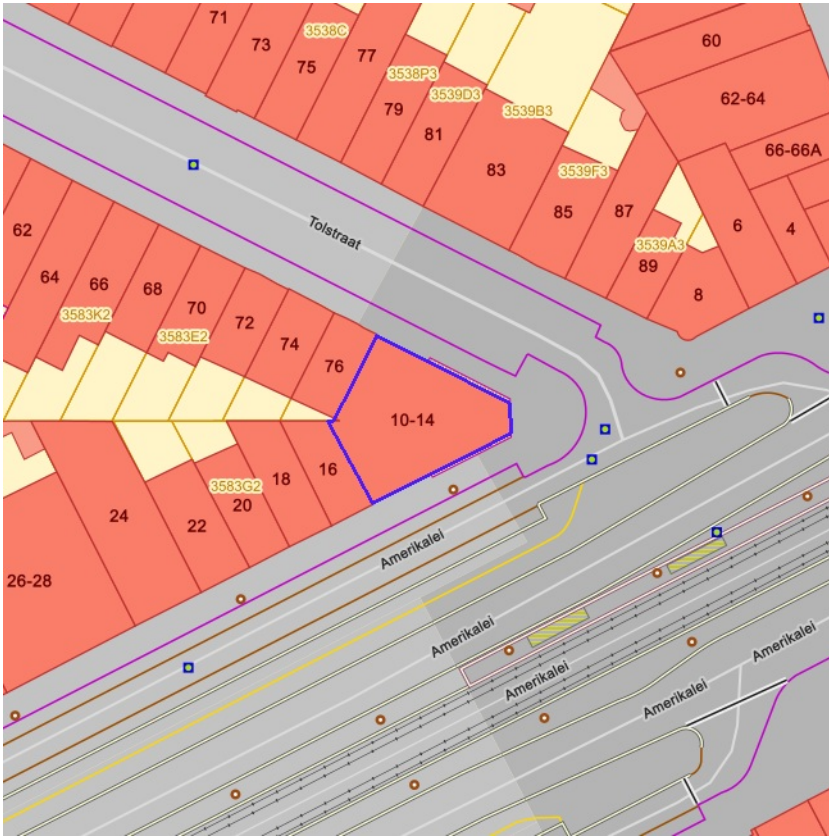 71
73
3538C
75
77
3538P3
79
3539D3
81
3539B3
83
60
62-64
66-66A
3539F3
85
87
6
4
3539A3
89
8
Tolstraat
62
64
66
3583K2
68
70
3583E2
72
74
76
10-14
16
18
3583G2
20
22
24
26-28
Amerikalei
Amerikalei
Amerikalei
Amerikalei
Amerikalei